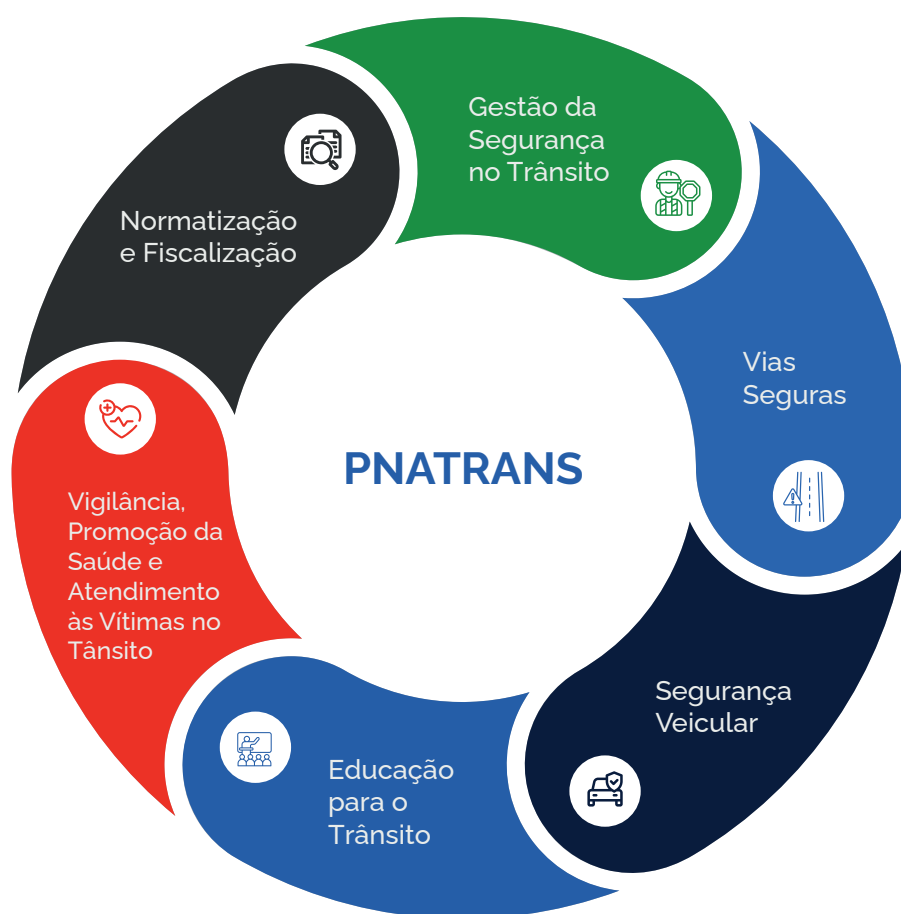 Gestão da
Segurança
no Trânsito
Vias
Seguras
Segurança
Veicular
Educação
para o
Trânsito
Vigilância,
Promoção da
Saúde e
Atendimento
às Vítimas no
Tânsito
Normatização
e Fiscalização
PNATRANS